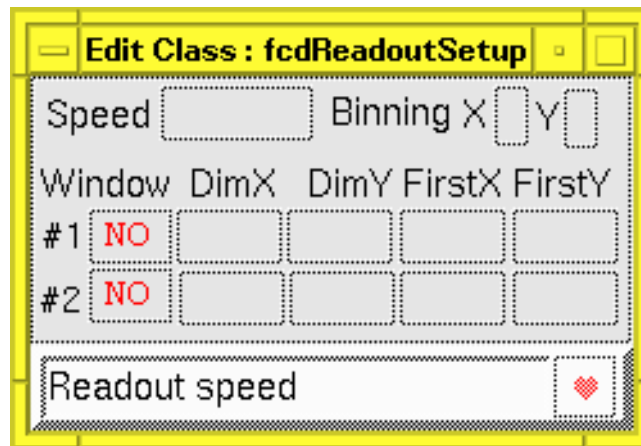 Edit Class : fcdReadoutSetup
Speed Binning X Y
Window DimX DimY FirstX FirstY
#1 NO
#2 NO
Readout speed